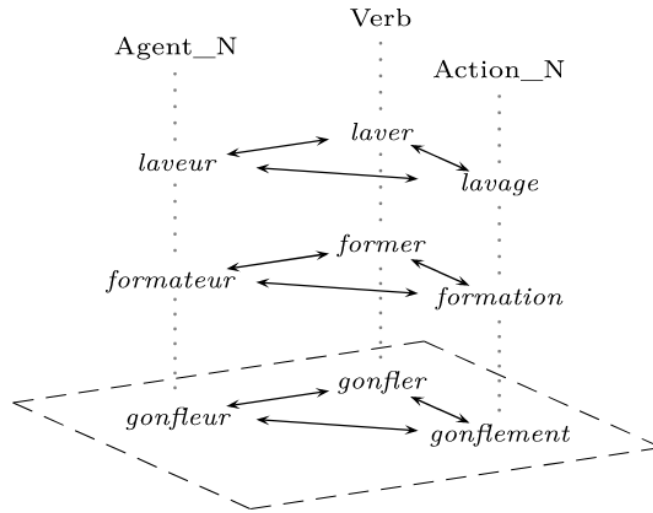 Verb
Agent_N
Action_N
laver
laveur
lavage
former
formateur
formation
gonfler
gonfleur
gonflement